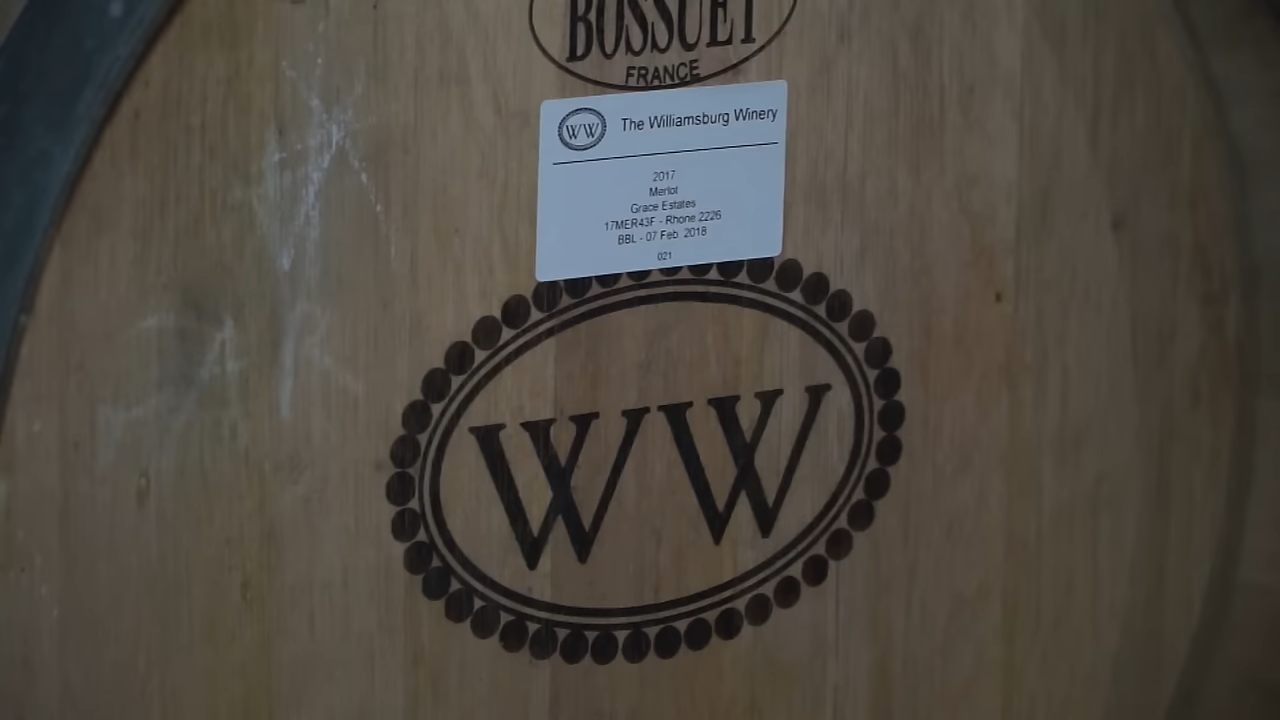 BOSSUET
FRANCE
WW The Williamsburg Winery
2017
Merlot
Grace Estates
17MER43F - Rhone 2226
BBL - 07 Feb 2018
021
WW